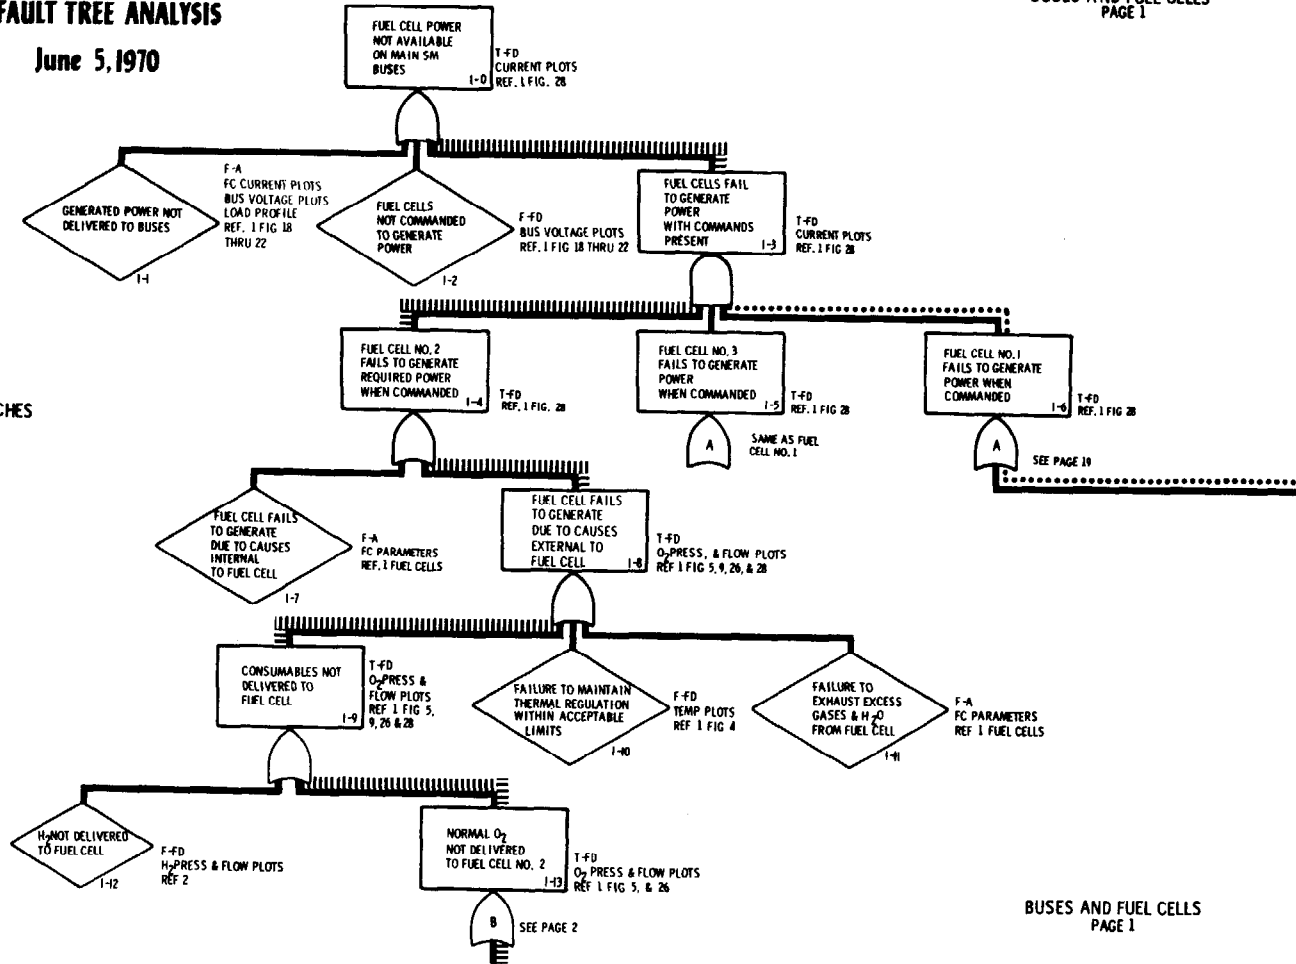 FAULT TREE ANALYSIS
June 5, 1970
PAGE 1
FUEL CELL POWER
NOT AVAILABLE
ON MAIN SM
BUSES
1-0
T-FD
CURRENT PLOTS
REF. 1 FIG. 28
GENERATED POWER NOT
DELIVERED TO BUSES
1-1
F-A
FC CURRENT PLOTS
BUS VOLTAGE PLOTS
LOAD PROFILE
REF. 1 FIG 18
THRU 22
FUEL CELLS
NOT COMMANDED
TO GENERATE
POWER
1-2
F-FD
BUS VOLTAGE PLOTS
REF. 1 FIG 18 THRU 22
FUEL CELLS FAIL
TO GENERATE
POWER
WITH COMMANDS
PRESENT
1-3
T-FD
CURRENT PLOTS
REF. 1 FIG 28
CHES
FUEL CELL NO. 2
FAILS TO GENERATE
REQUIRED POWER
WHEN COMMANDED
1-4
T-FD
REF. 1 FIG. 28
FUEL CELL NO. 3
FAILS TO GENERATE
POWER
WHEN COMMANDED
1-5
T-FD
REF. 1 FIG 28
FUEL CELL NO. 1
FAILS TO GENERATE
POWER WHEN
COMMANDED
1-6
T-FD
REF. 1 FIG 28
A
SAME AS FUEL
CELL NO. 1
A
SEE PAGE 19
FUEL CELL FAILS
TO GENERATE
DUE TO CAUSES
INTERNAL
TO FUEL CELL
1-7
F-A
FC PARAMETERS
REF. 1 FUEL CELLS
FUEL CELL FAILS
TO GENERATE
DUE TO CAUSES
EXTERNAL TO
FUEL CELL
1-8
T-FD
O2 PRESS, & FLOW PLOTS
REF 1 FIG 5, 9, 26, & 28
CONSUMABLES NOT
DELIVERED TO
FUEL CELL
1-9
T-FD
O2 PRESS &
FLOW PLOTS
REF 1 FIG 5,
9, 26 & 28
FAILURE TO MAINTAIN
THERMAL REGULATION
WITHIN ACCEPTABLE
LIMITS
1-10
F-FD
TEMP PLOTS
REF 1 FIG 4
FAILURE TO
EXHAUST EXCESS
GASES & H2O
FROM FUEL CELL
1-11
F-A
FC PARAMETERS
REF 1 FUEL CELLS
H2 NOT DELIVERED
TO FUEL CELL
1-12
F-FD
H2 PRESS & FLOW PLOTS
REF 2
NORMAL O2
NOT DELIVERED
TO FUEL CELL NO. 2
1-13
T-FD
O2 PRESS & FLOW PLOTS
REF 1 FIG 5, & 26
B
SEE PAGE 2
BUSES AND FUEL CELLS
PAGE 1